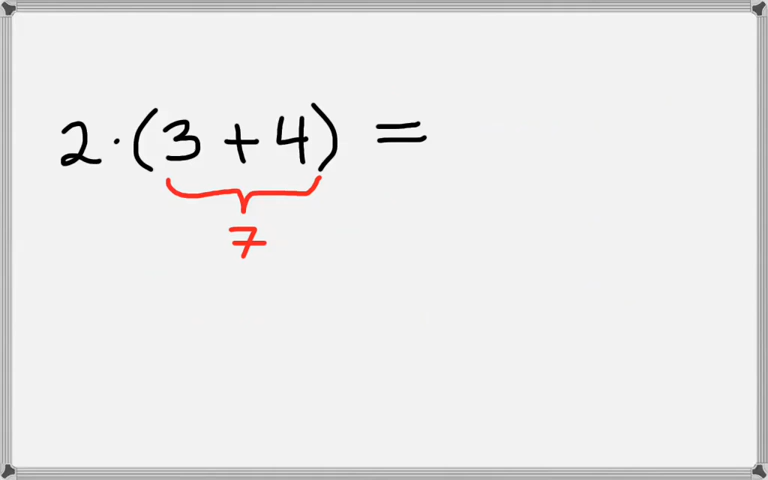 2·(3+4) =
7